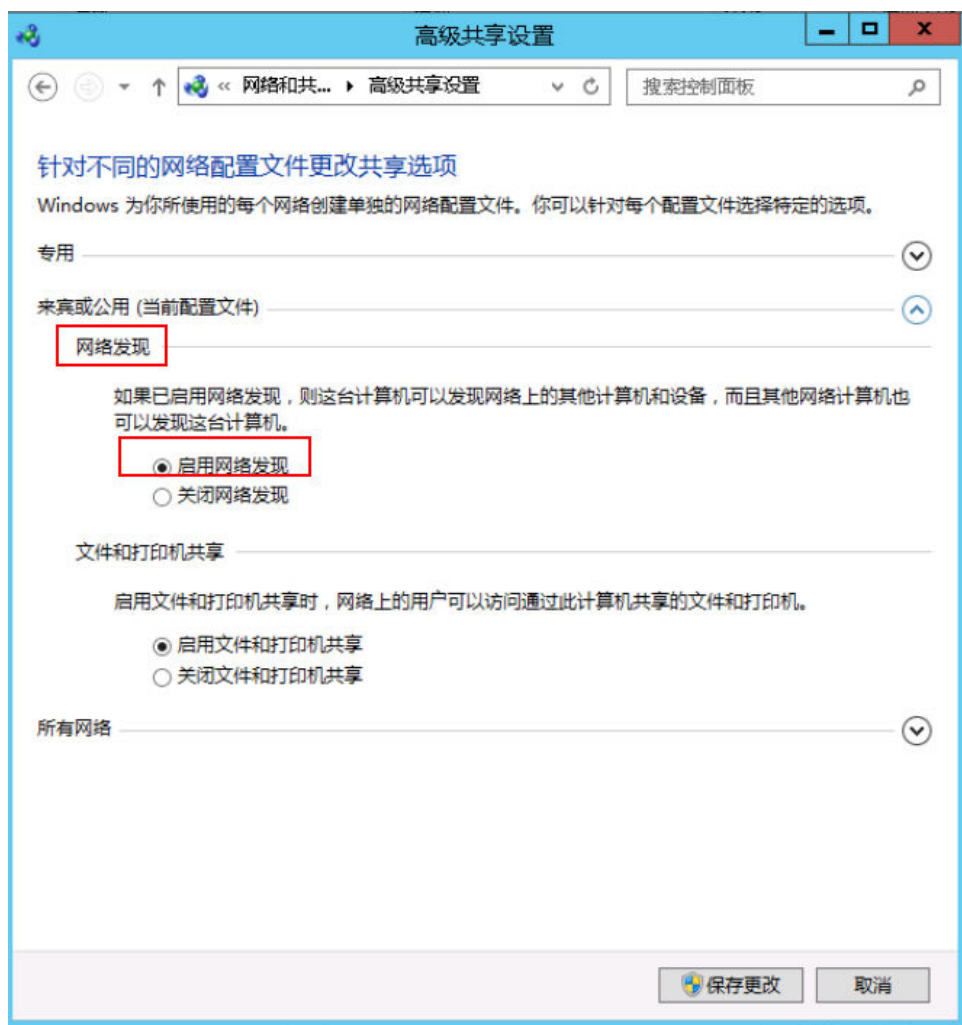 高级共享设置
« 网络和共... ▸ 高级共享设置
搜索控制面板
针对不同的网络配置文件更改共享选项
Windows 为你所使用的每个网络创建单独的网络配置文件。你可以针对每个配置文件选择特定的选项。
专用
来宾或公用 (当前配置文件)
网络发现
如果已启用网络发现，则这台计算机可以发现网络上的其他计算机和设备，而且其他网络计算机也
可以发现这台计算机。
启用网络发现
关闭网络发现
文件和打印机共享
启用文件和打印机共享时，网络上的用户可以访问通过此计算机共享的文件和打印机。
启用文件和打印机共享
关闭文件和打印机共享
所有网络
保存更改
取消